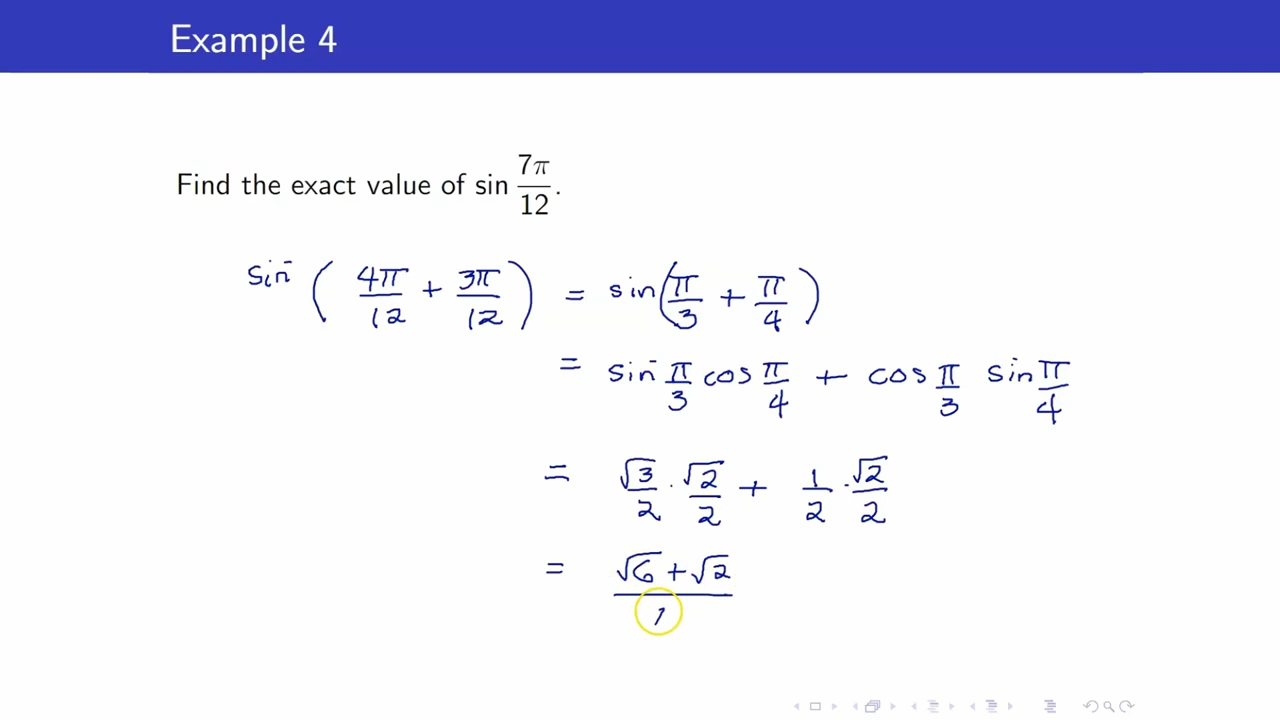 Example 4
Find the exact value of sin 7π/12.
sin (4π/12 + 3π/12) = sin(π/3 + π/4)
= sin π/3 cos π/4 + cos π/3 sin π/4
= √3/2 · √2/2 + 1/2 · √2/2
= √6 + √2